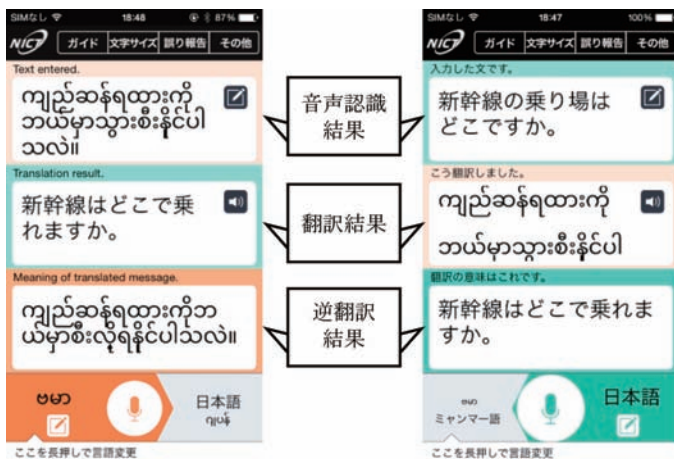 SIMなし 18:48 87%
NICT ガイド 文字サイズ 誤り報告 その他
Text entered.
ကျည်ဆန်ရထားကို
ဘယ်မှာသွားစီးနိုင်ပါ
သလဲ။
Translation result.
新幹線はどこで乗
れますか。
Meaning of translated message.
ကျည်ဆန်ရထားကိုဘ
ယ်မှာစီးလို့ရနိုင်ပါသလဲ။
ဗမာ
日本語
ဂျပန်
ここを長押しで言語変更
音声認識
結果
翻訳結果
逆翻訳
結果
SIMなし 18:47 100%
NICT ガイド 文字サイズ 誤り報告 その他
入力した文です。
新幹線の乗り場は
どこですか。
こう翻訳しました。
ကျည်ဆန်ရထားကို
ဘယ်မှာသွားစီးနိုင်ပါ
翻訳の意味はこれです。
新幹線はどこで乗れま
すか。
ဗမာ
ミャンマー語
日本語
ここを長押しで言語変更